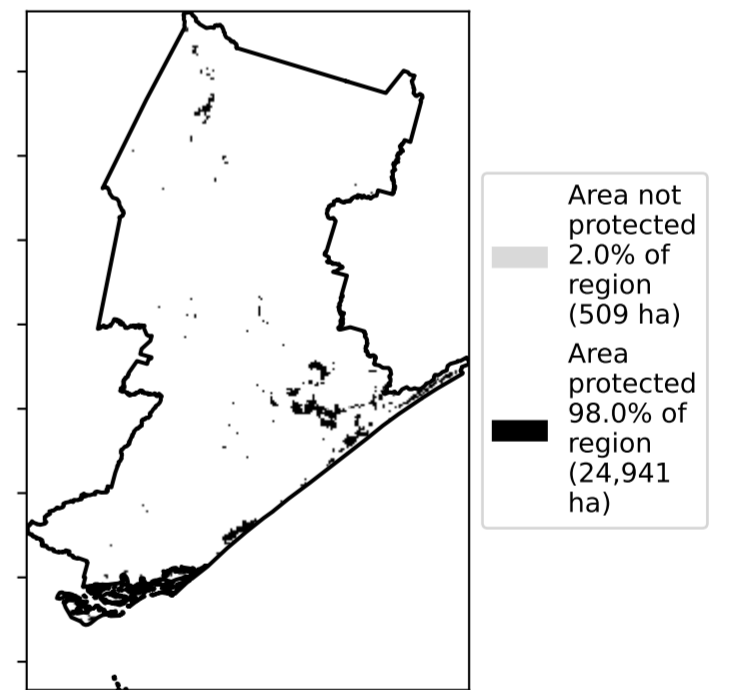 Area not
protected
2.0% of
region
(509 ha)
Area
protected
98.0% of
region
(24,941
ha)